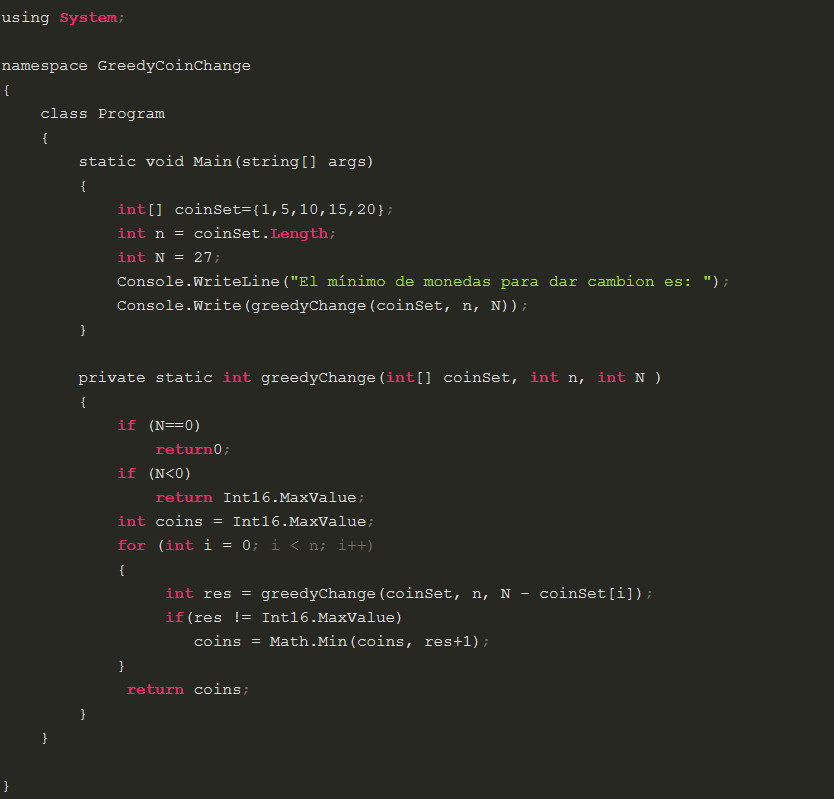 using System;
namespace GreedyCoinChange
{
    class Program
    {
        static void Main(string[] args)
        {
            int[] coinSet={1,5,10,15,20};
            int n = coinSet.Length;
            int N = 27;
            Console.WriteLine("El mínimo de monedas para dar cambion es: ");
            Console.Write(greedyChange(coinSet, n, N));
        }
        private static int greedyChange(int[] coinSet, int n, int N )
        {
            if (N==0)
                return0;
            if (N<0)
                return Int16.MaxValue;
            int coins = Int16.MaxValue;
            for (int i = 0; i < n; i++)
            {
                 int res = greedyChange(coinSet, n, N - coinSet[i]);
                 if(res != Int16.MaxValue)
                    coins = Math.Min(coins, res+1);
            }
             return coins;
        }
    }
}